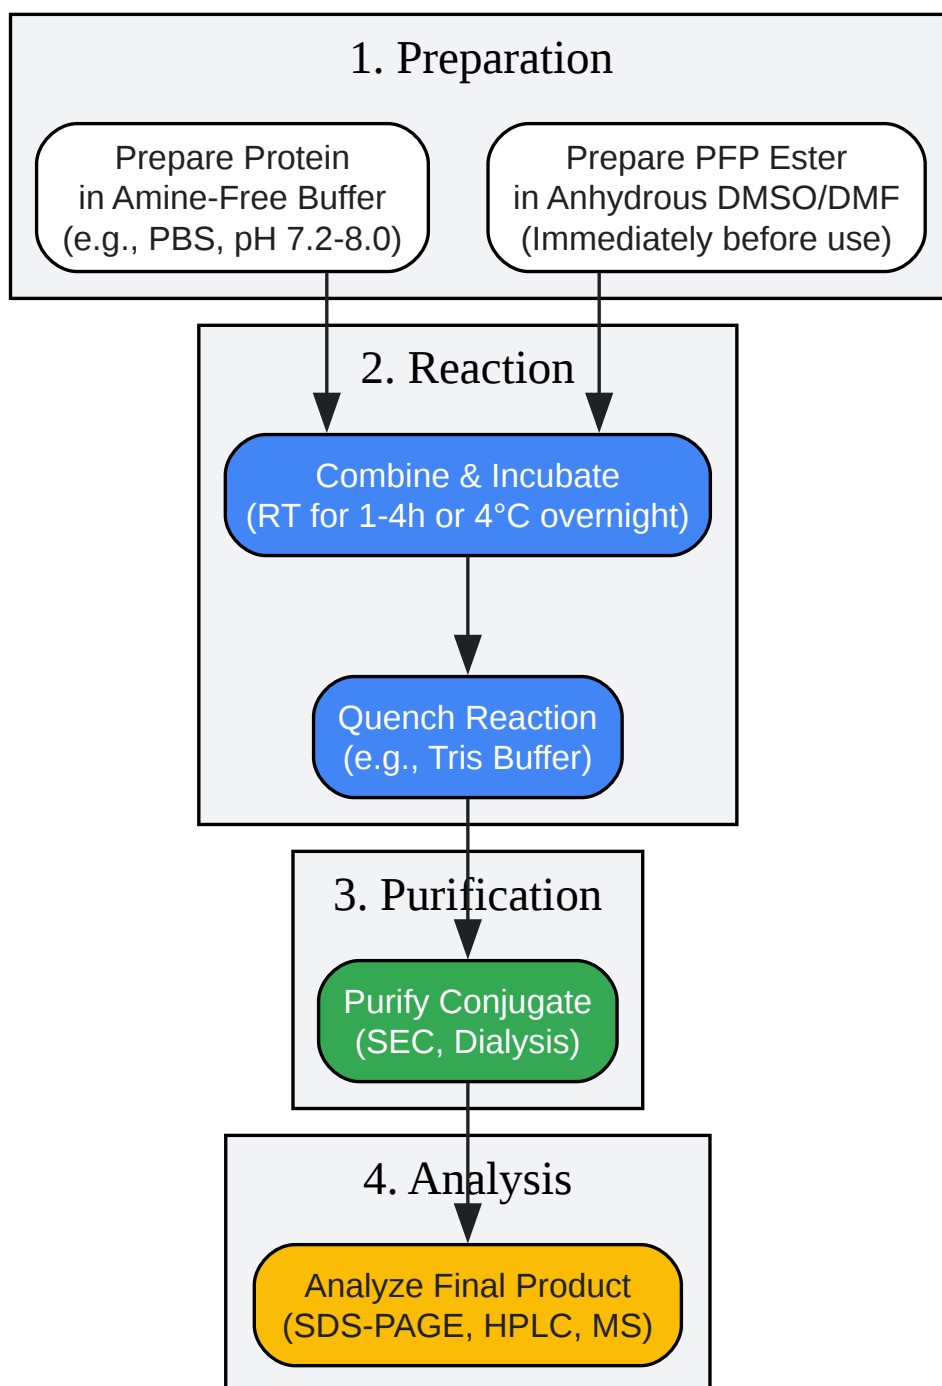 1. Preparation
Prepare Protein
in Amine-Free Buffer
(e.g., PBS, pH 7.2-8.0)
Prepare PFP Ester
in Anhydrous DMSO/DMF
(Immediately before use)
2. Reaction
Combine & Incubate
(RT for 1-4h or 4°C overnight)
Quench Reaction
(e.g., Tris Buffer)
3. Purification
Purify Conjugate
(SEC, Dialysis)
4. Analysis
Analyze Final Product
(SDS-PAGE, HPLC, MS)